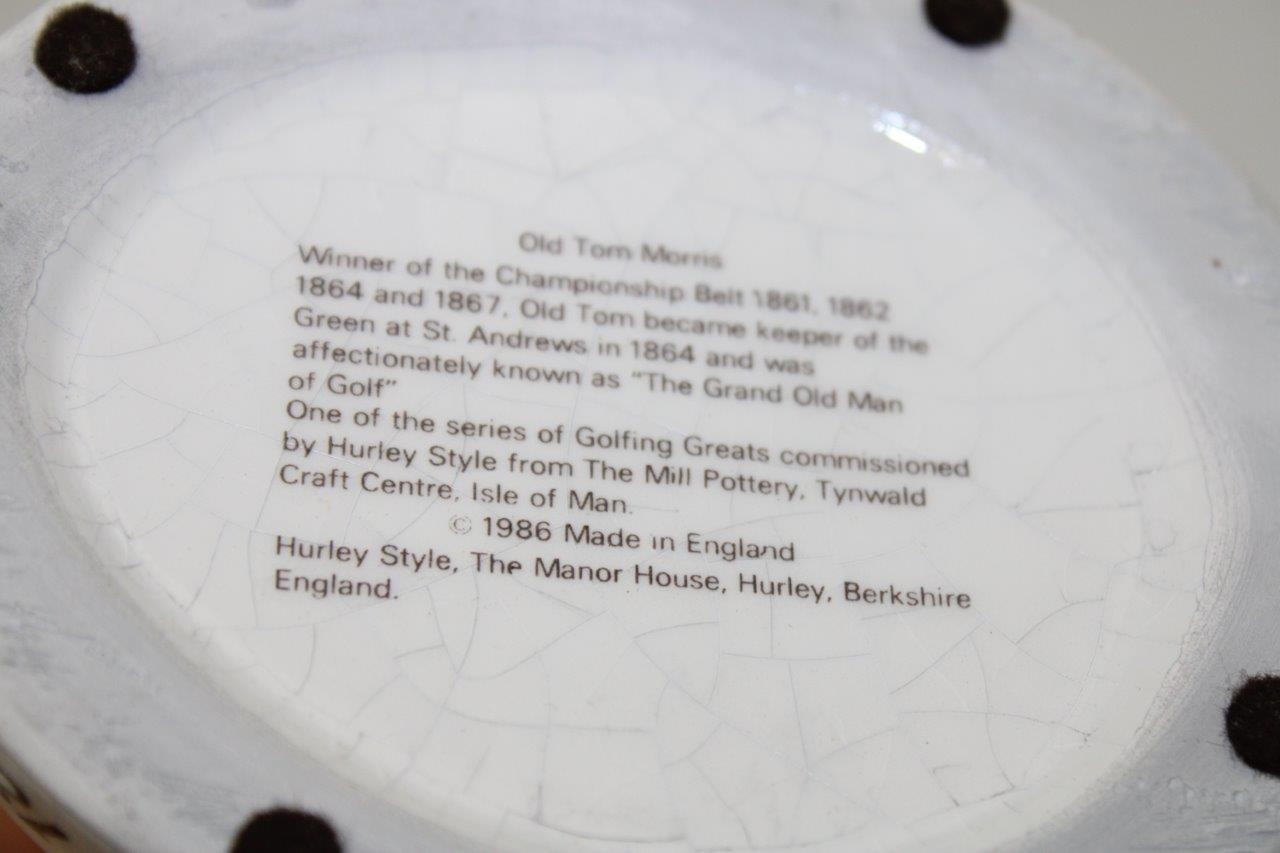 Old Tom Morris
Winner of the Championship Belt 1861, 1862
1864 and 1867, Old Tom became keeper of the
Green at St. Andrews in 1864 and was
affectionately known as "The Grand Old Man
of Golf"
One of the series of Golfing Greats commissioned
by Hurley Style from The Mill Pottery, Tynwald
Craft Centre, Isle of Man.
© 1986 Made in England
Hurley Style, The Manor House, Hurley, Berkshire
England.